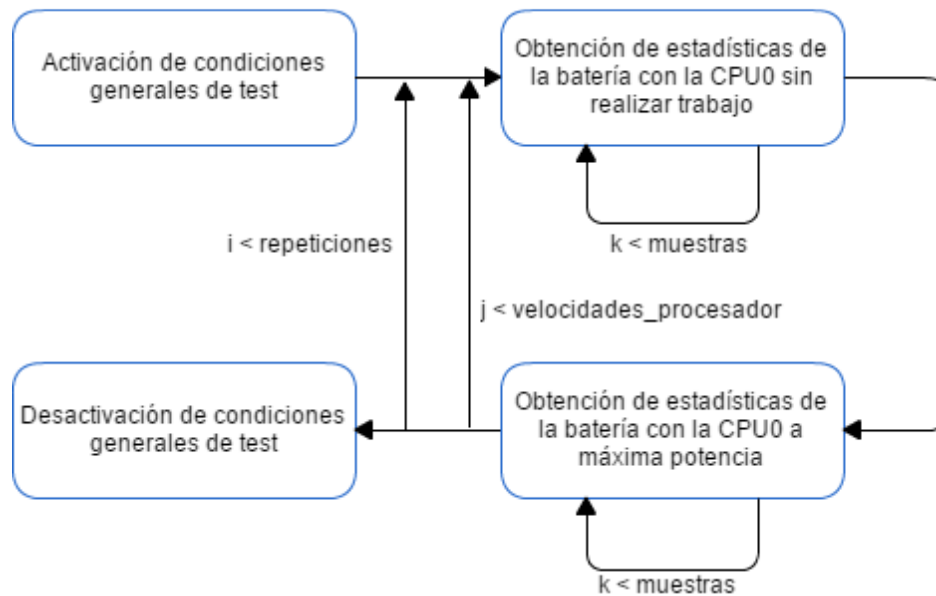 Activación de condiciones
generales de test
Obtención de estadísticas de
la batería con la CPU0 sin
realizar trabajo
i < repeticiones
k < muestras
j < velocidades_procesador
Desactivación de condiciones
generales de test
Obtención de estadísticas de
la batería con la CPU0 a
máxima potencia
k < muestras